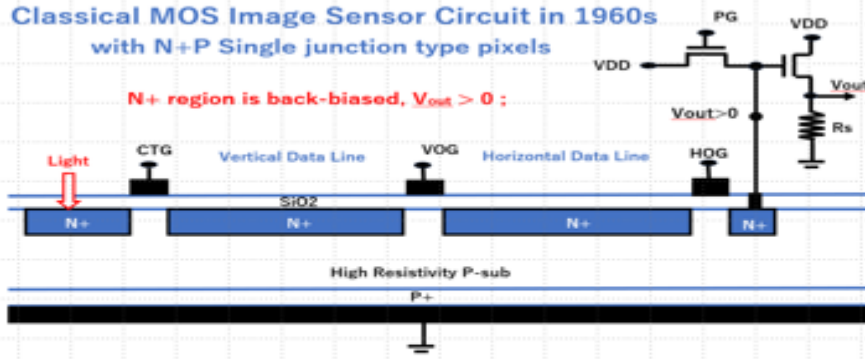 Classical MOS Image Sensor Circuit in 1960s
with N+P Single junction type pixels
PG
VDD
VDD
N+ region is back-biased, Vout > 0 ;
Vout
Vout>0
Rs
Light
CTG
Vertical Data Line
VOG
Horizontal Data Line
HOG
SiO2
N+
N+
N+
N+
High Resistivity P-sub
P+